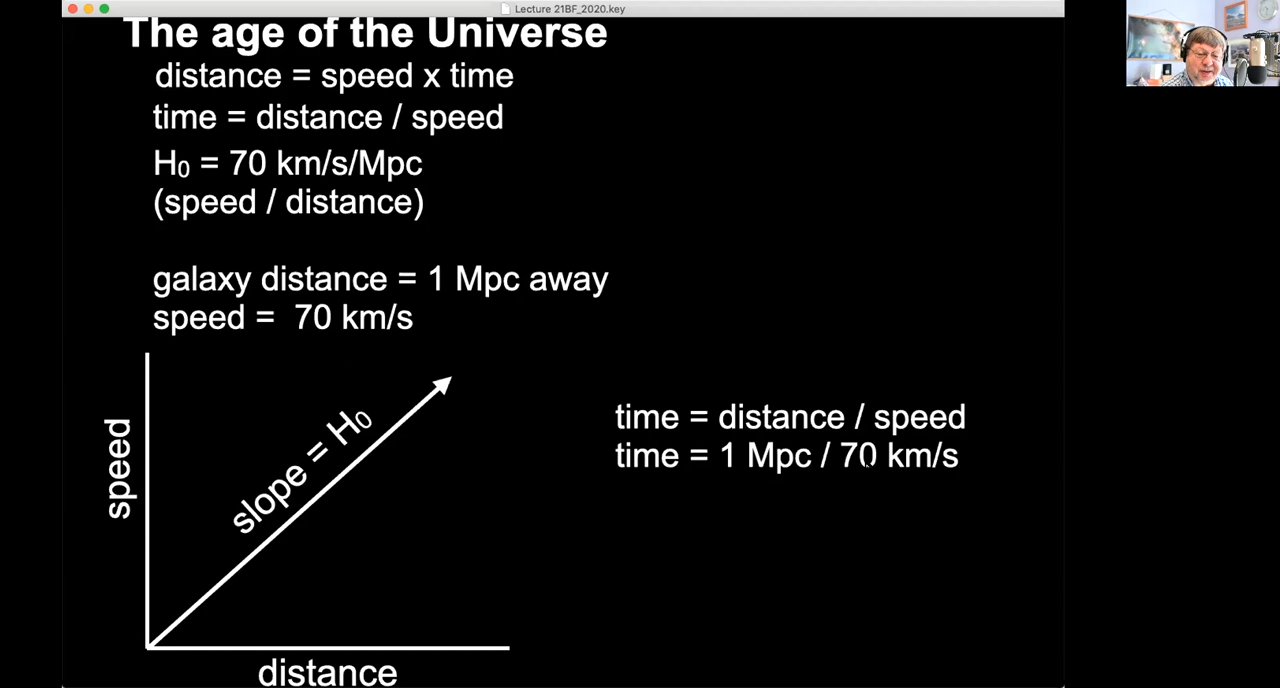 Lecture 21BF_2020.key
The age of the Universe
distance = speed x time
time = distance / speed
H₀ = 70 km/s/Mpc
(speed / distance)
galaxy distance = 1 Mpc away
speed = 70 km/s
speed
slope = H₀
distance
time = distance / speed
time = 1 Mpc / 70 km/s